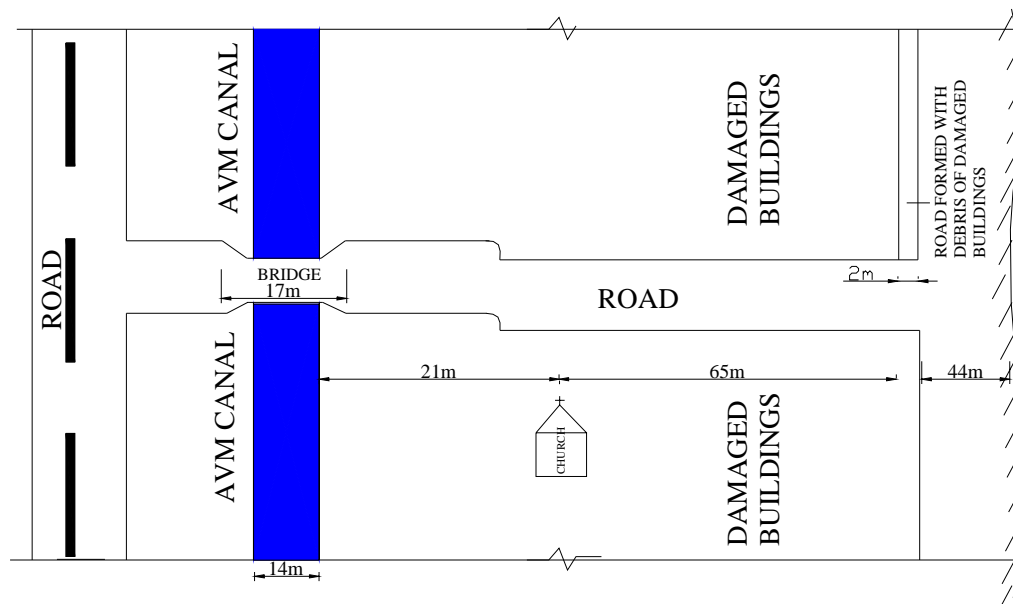 AVM CANAL
DAMAGED
BUILDINGS
ROAD FORMED WITH
DEBRIS OF DAMAGED
BUILDINGS
ROAD
BRIDGE
17m
ROAD
2m
AVM CANAL
21m
65m
44m
CHURCH
DAMAGED
BUILDINGS
14m